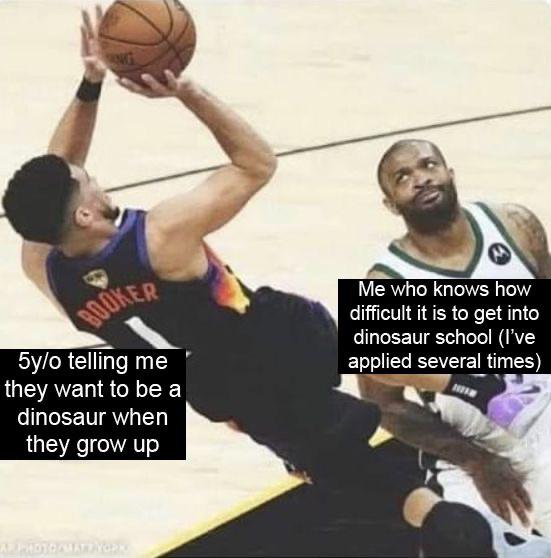 BOOKER
1
Me who knows how
difficult it is to get into
dinosaur school (I've
applied several times)
5y/o telling me
they want to be a
dinosaur when
they grow up
AP PHOTO/MATT YORK